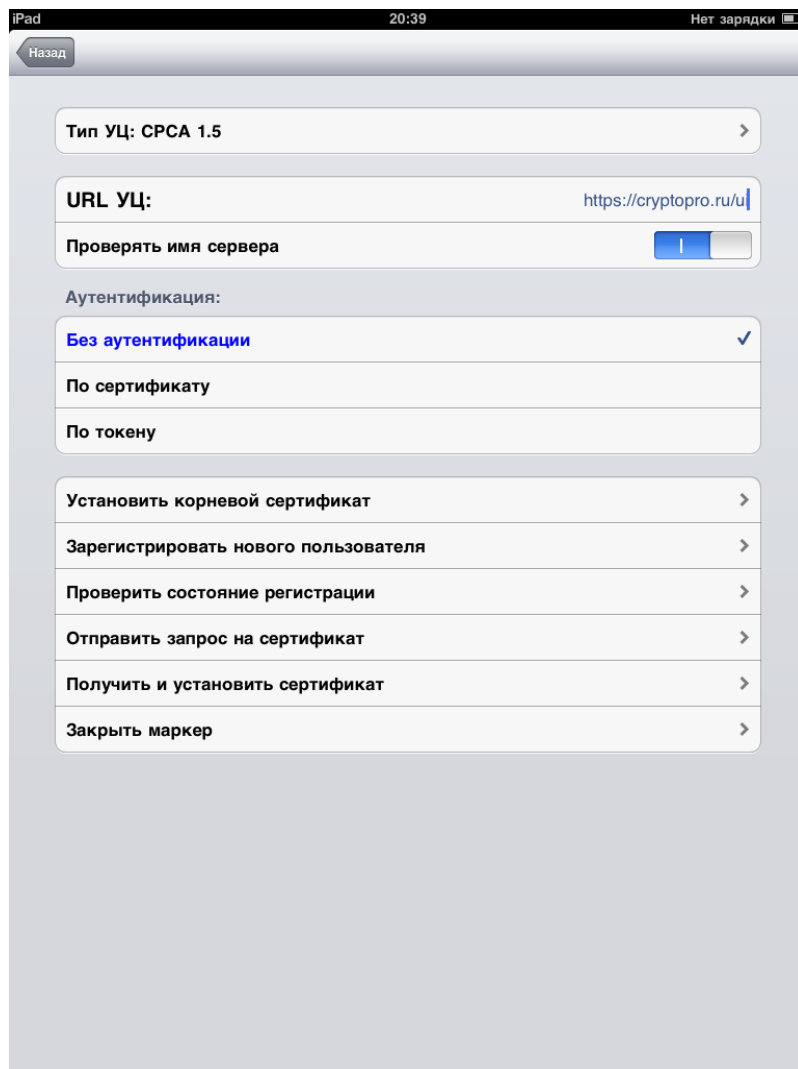 iPad 20:39 Нет зарядки
Назад
Тип УЦ: CPCA 1.5
URL УЦ: https://cryptopro.ru/u
Проверять имя сервера
Аутентификация:
Без аутентификации
По сертификату
По токену
Установить корневой сертификат
Зарегистрировать нового пользователя
Проверить состояние регистрации
Отправить запрос на сертификат
Получить и установить сертификат
Закрыть маркер